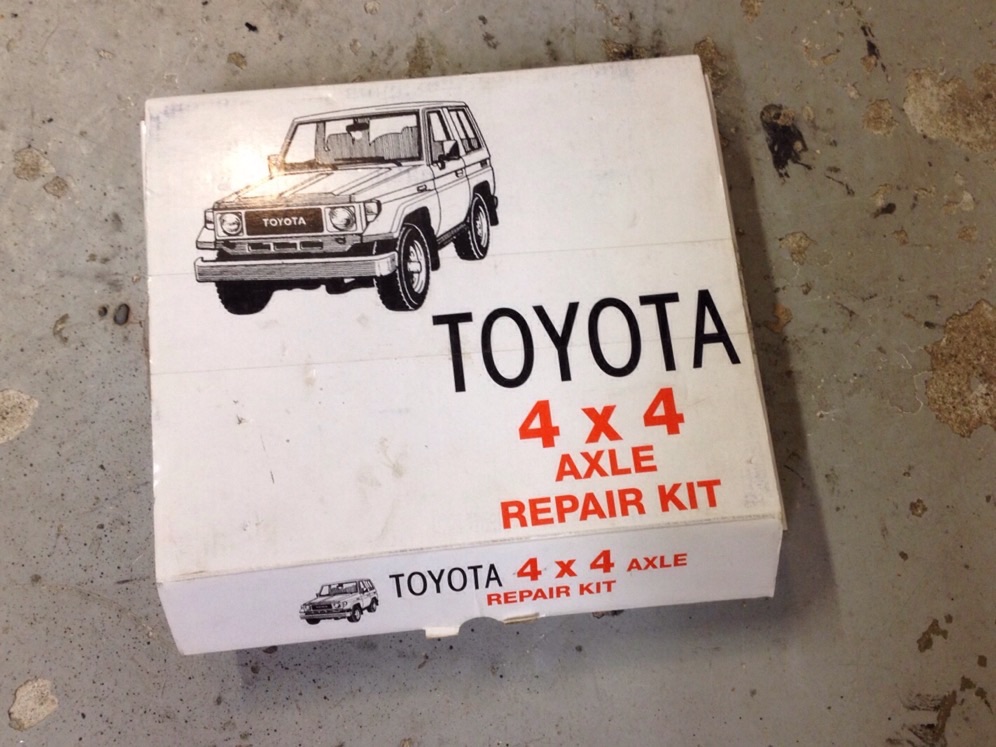 TOYOTA
TOYOTA
4 x 4
AXLE
REPAIR KIT
TOYOTA 4 x 4 AXLE
REPAIR KIT